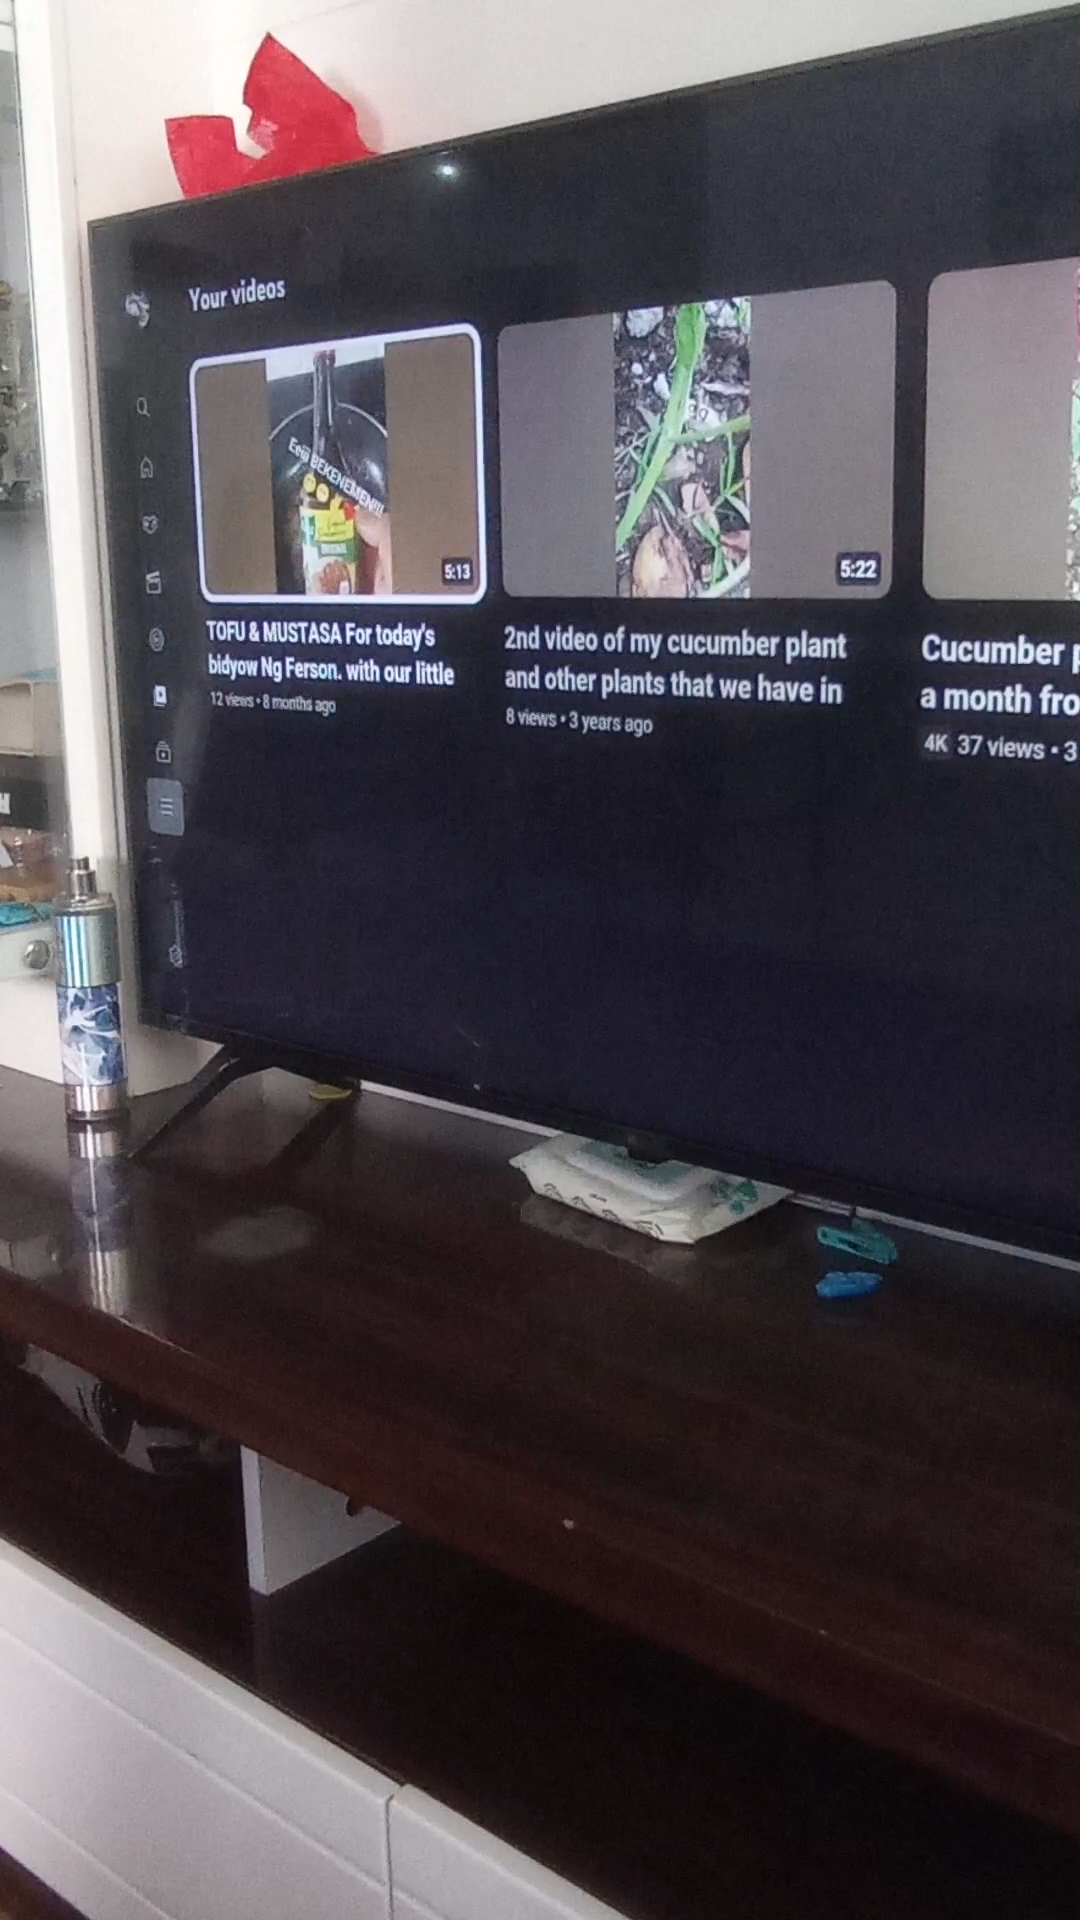 Your videos
Eeiii BEKENEMEN!!!
5:13
TOFU & MUSTASA For today's
bidyow Ng Ferson. with our little
12 views • 8 months ago
5:22
2nd video of my cucumber plant
and other plants that we have in
8 views • 3 years ago
Cucumber p
a month fro
4K 37 views • 3